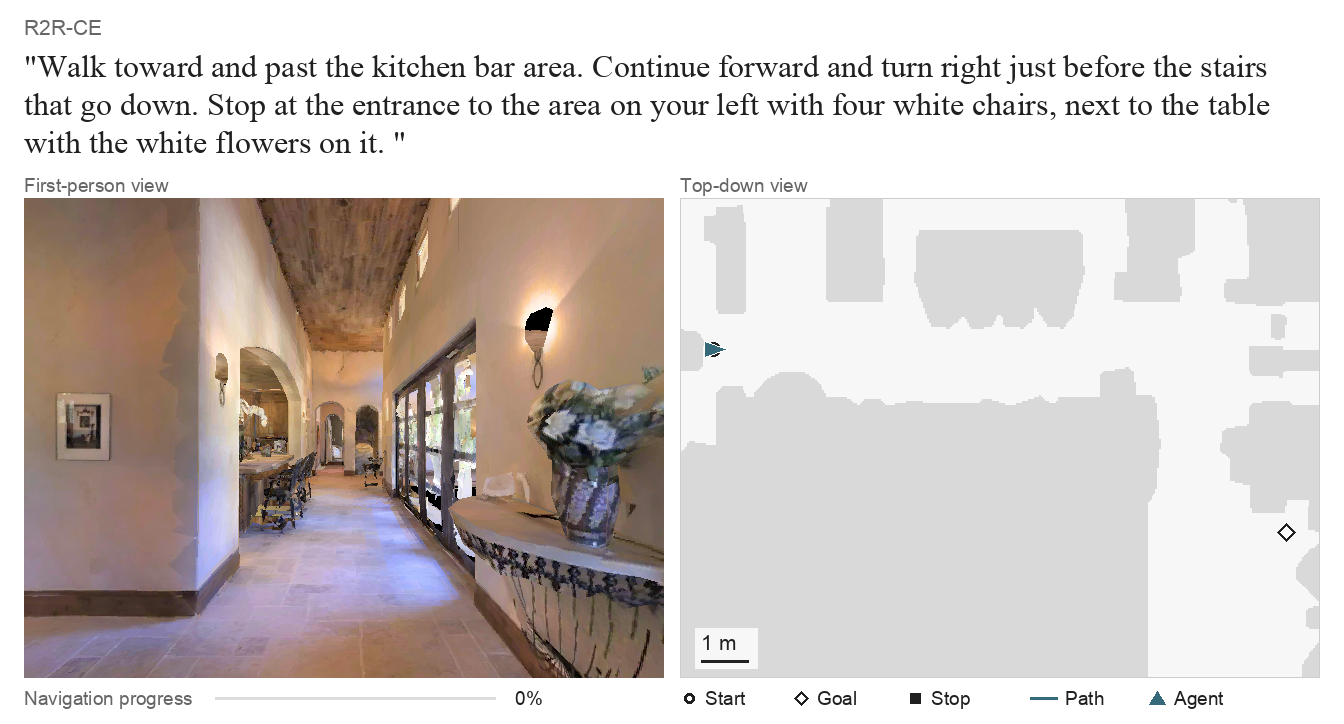 R2R-CE
"Walk toward and past the kitchen bar area. Continue forward and turn right just before the stairs
that go down. Stop at the entrance to the area on your left with four white chairs, next to the table
with the white flowers on it. "
First-person view
Top-down view
1 m
Navigation progress
0%
Start
Goal
Stop
Path
Agent